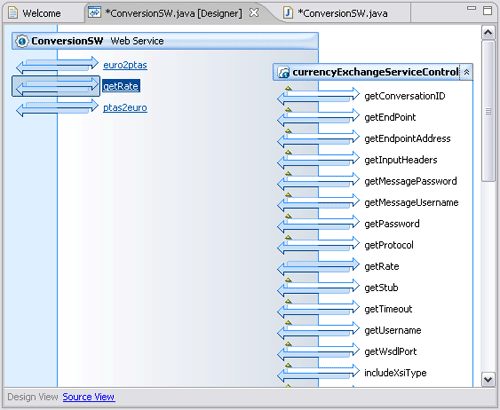 Welcome
*ConversionSW.java [Designer]
*ConversionSW.java
ConversionSW Web Service
euro2ptas
getRate
ptas2euro
currencyExchangeServiceControl
getConversationID
getEndPoint
getEndpointAddress
getInputHeaders
getMessagePassword
getMessageUsername
getPassword
getProtocol
getRate
getStub
getTimeout
getUsername
getWsdlPort
includeXsiType
Design View Source View